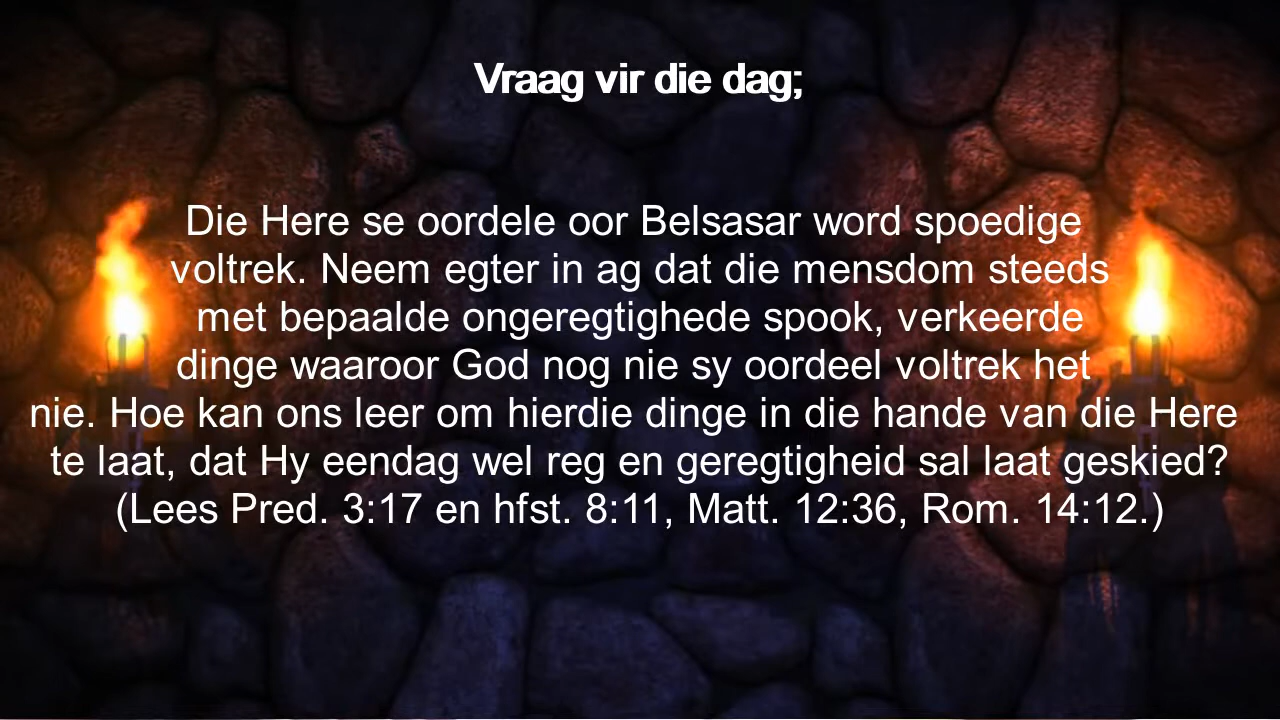 Vraag vir die dag;
Die Here se oordele oor Belsasar word spoedige
voltrek. Neem egter in ag dat die mensdom steeds
met bepaalde ongeregtighede spook, verkeerde
dinge waaroor God nog nie sy oordeel voltrek het
nie. Hoe kan ons leer om hierdie dinge in die hande van die Here
te laat, dat Hy eendag wel reg en geregtigheid sal laat geskied?
(Lees Pred. 3:17 en hfst. 8:11, Matt. 12:36, Rom. 14:12.)